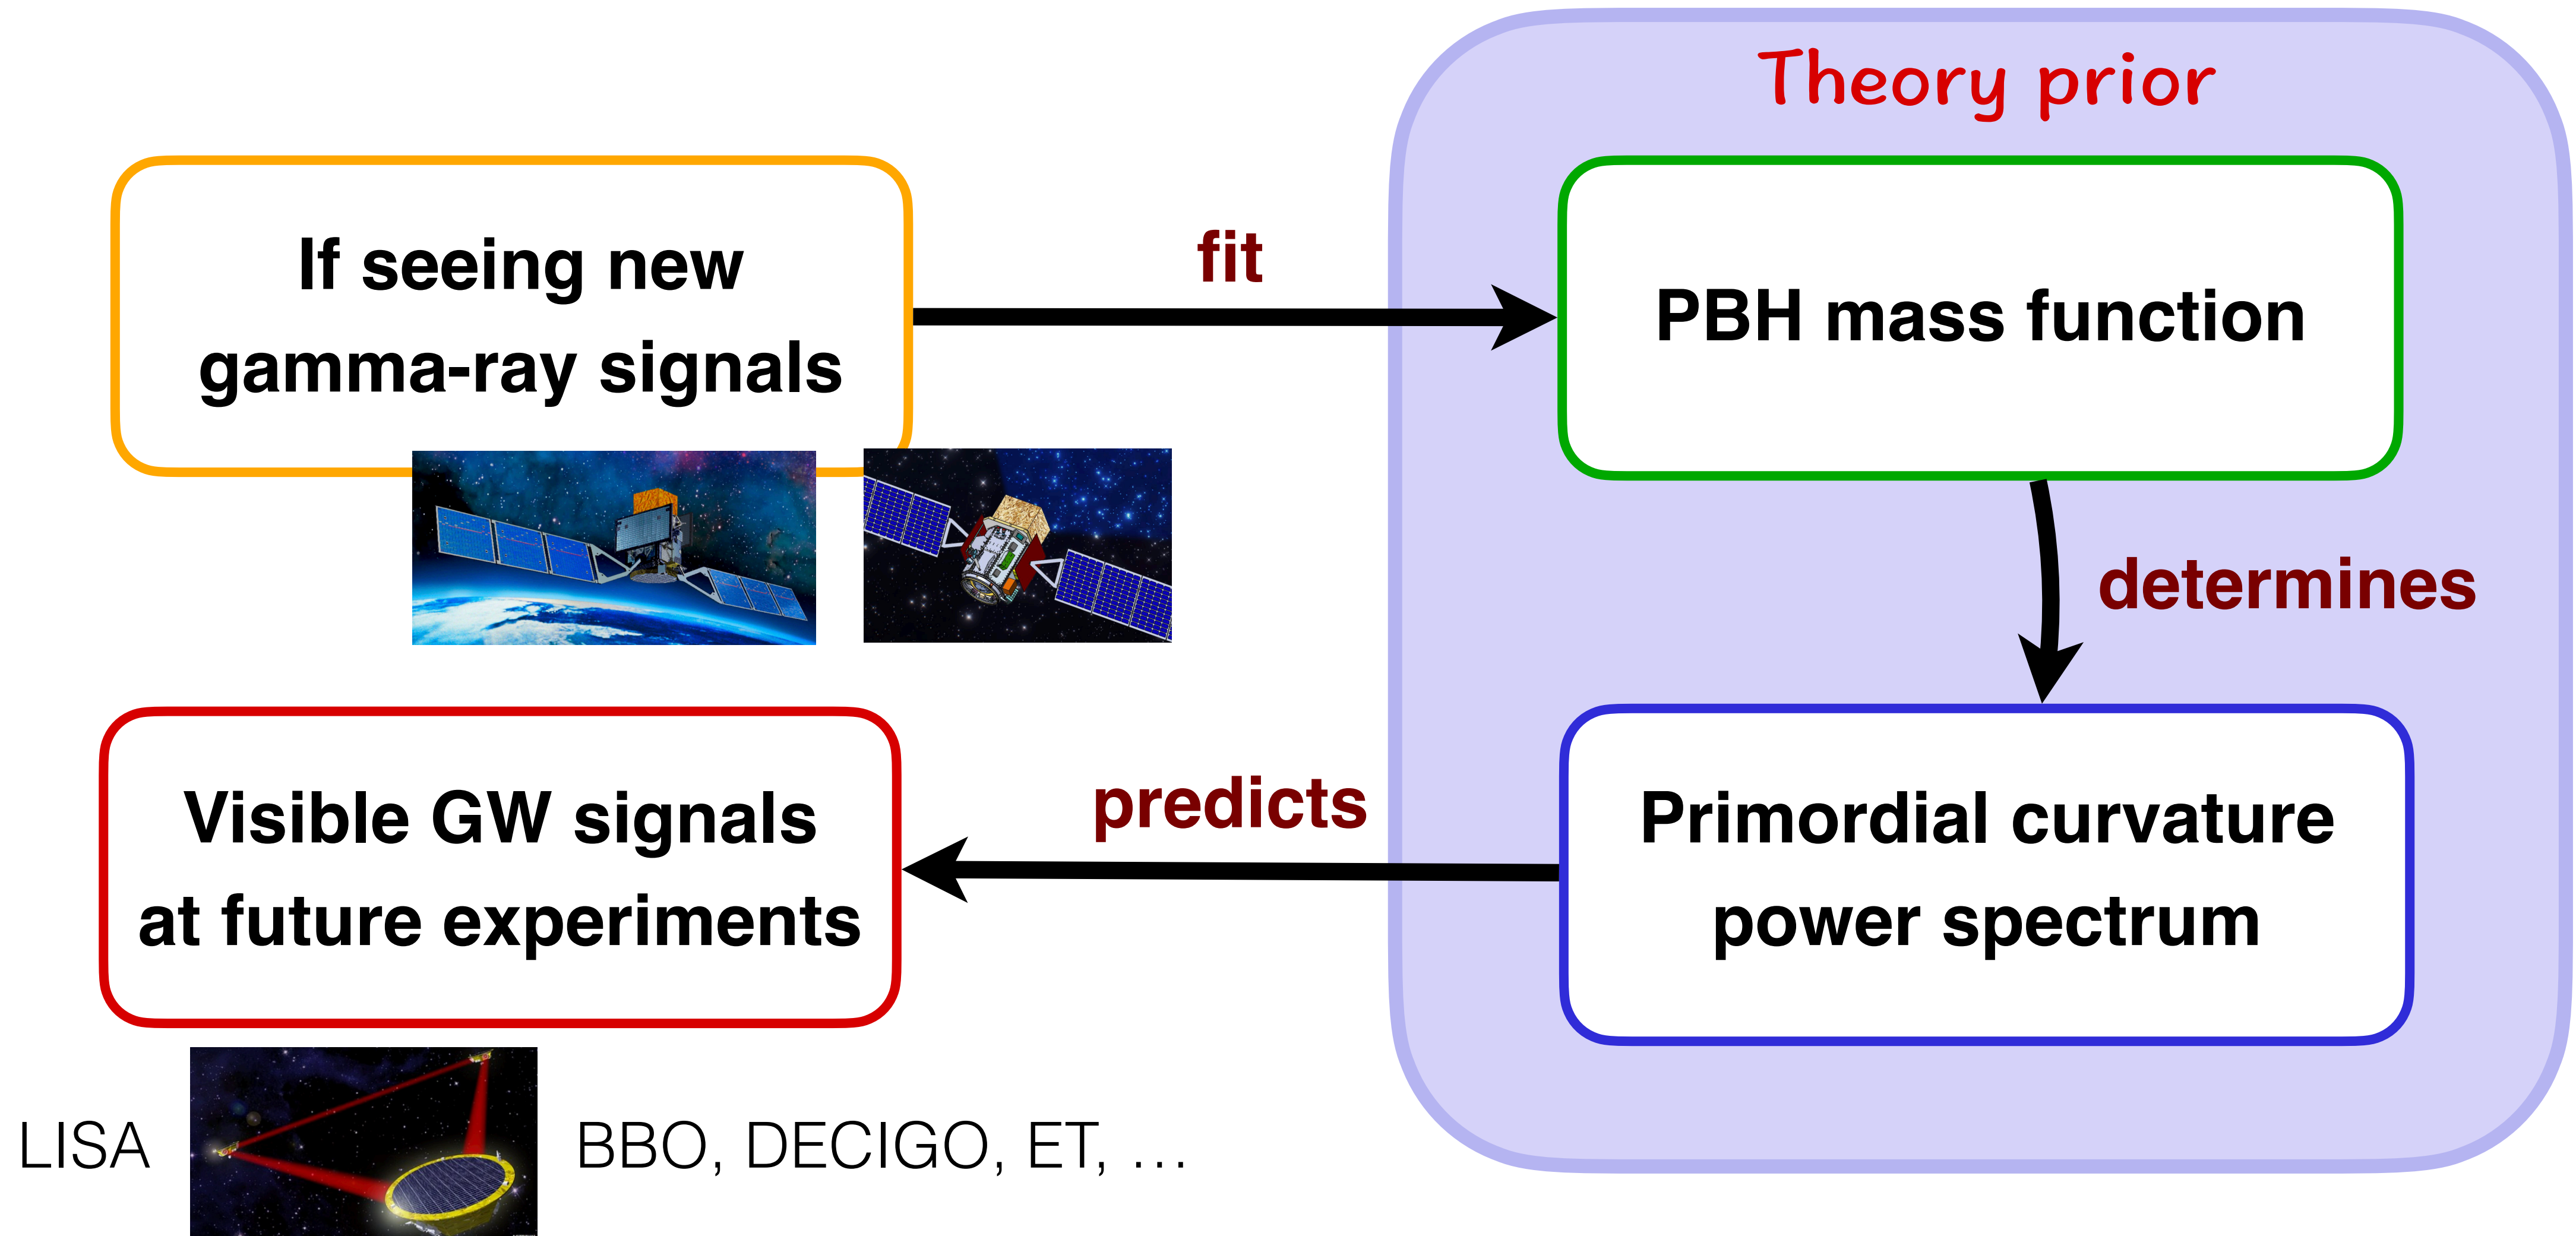 Theory prior
If seeing new
gamma-ray signals
fit
PBH mass function
determines
Primordial curvature
power spectrum
predicts
Visible GW signals
at future experiments
LISA
BBO, DECIGO, ET, …